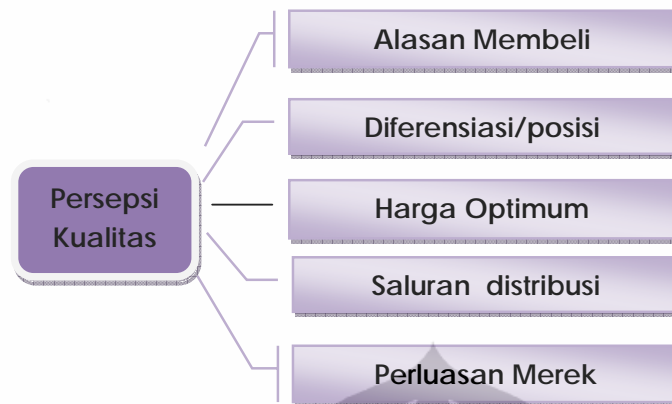 Alasan Membeli
Diferensiasi/posisi
Persepsi
Kualitas
Harga Optimum
Saluran distribusi
Perluasan Merek